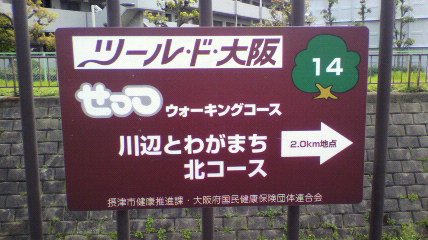 ツール・ド・大阪
14
せっつ
ウォーキングコース
川辺とわがまち
北コース
2.0km地点
摂津市健康推進課・大阪府国民健康保険団体連合会